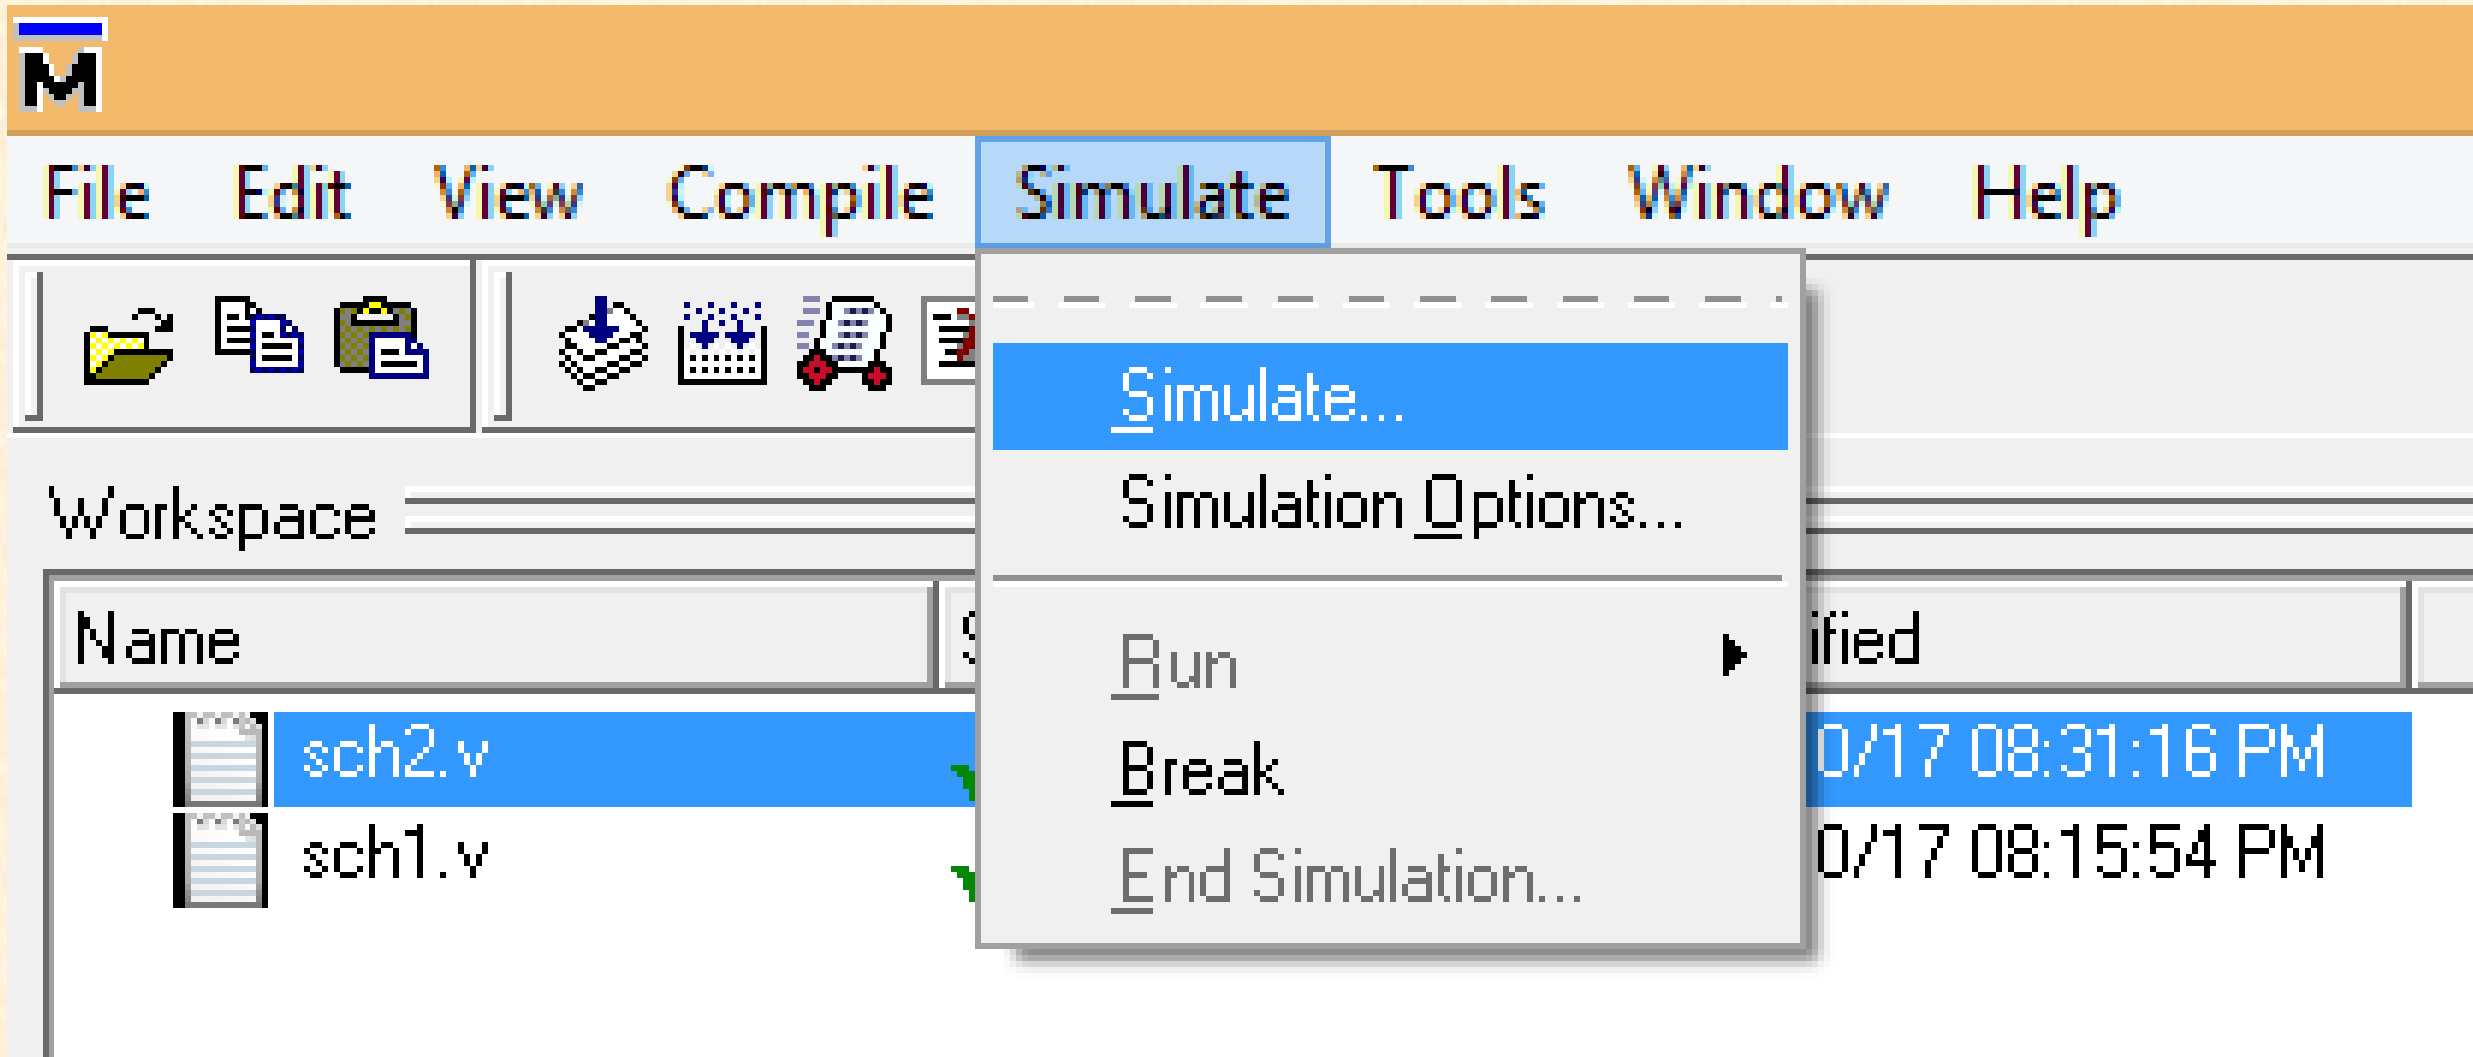 M
File Edit View Compile Simulate Tools Window Help
Simulate...
Simulation Options...
Run
Break
End Simulation...
Workspace
Name ified
sch2.v 0/17 08:31:16 PM
sch1.v 0/17 08:15:54 PM